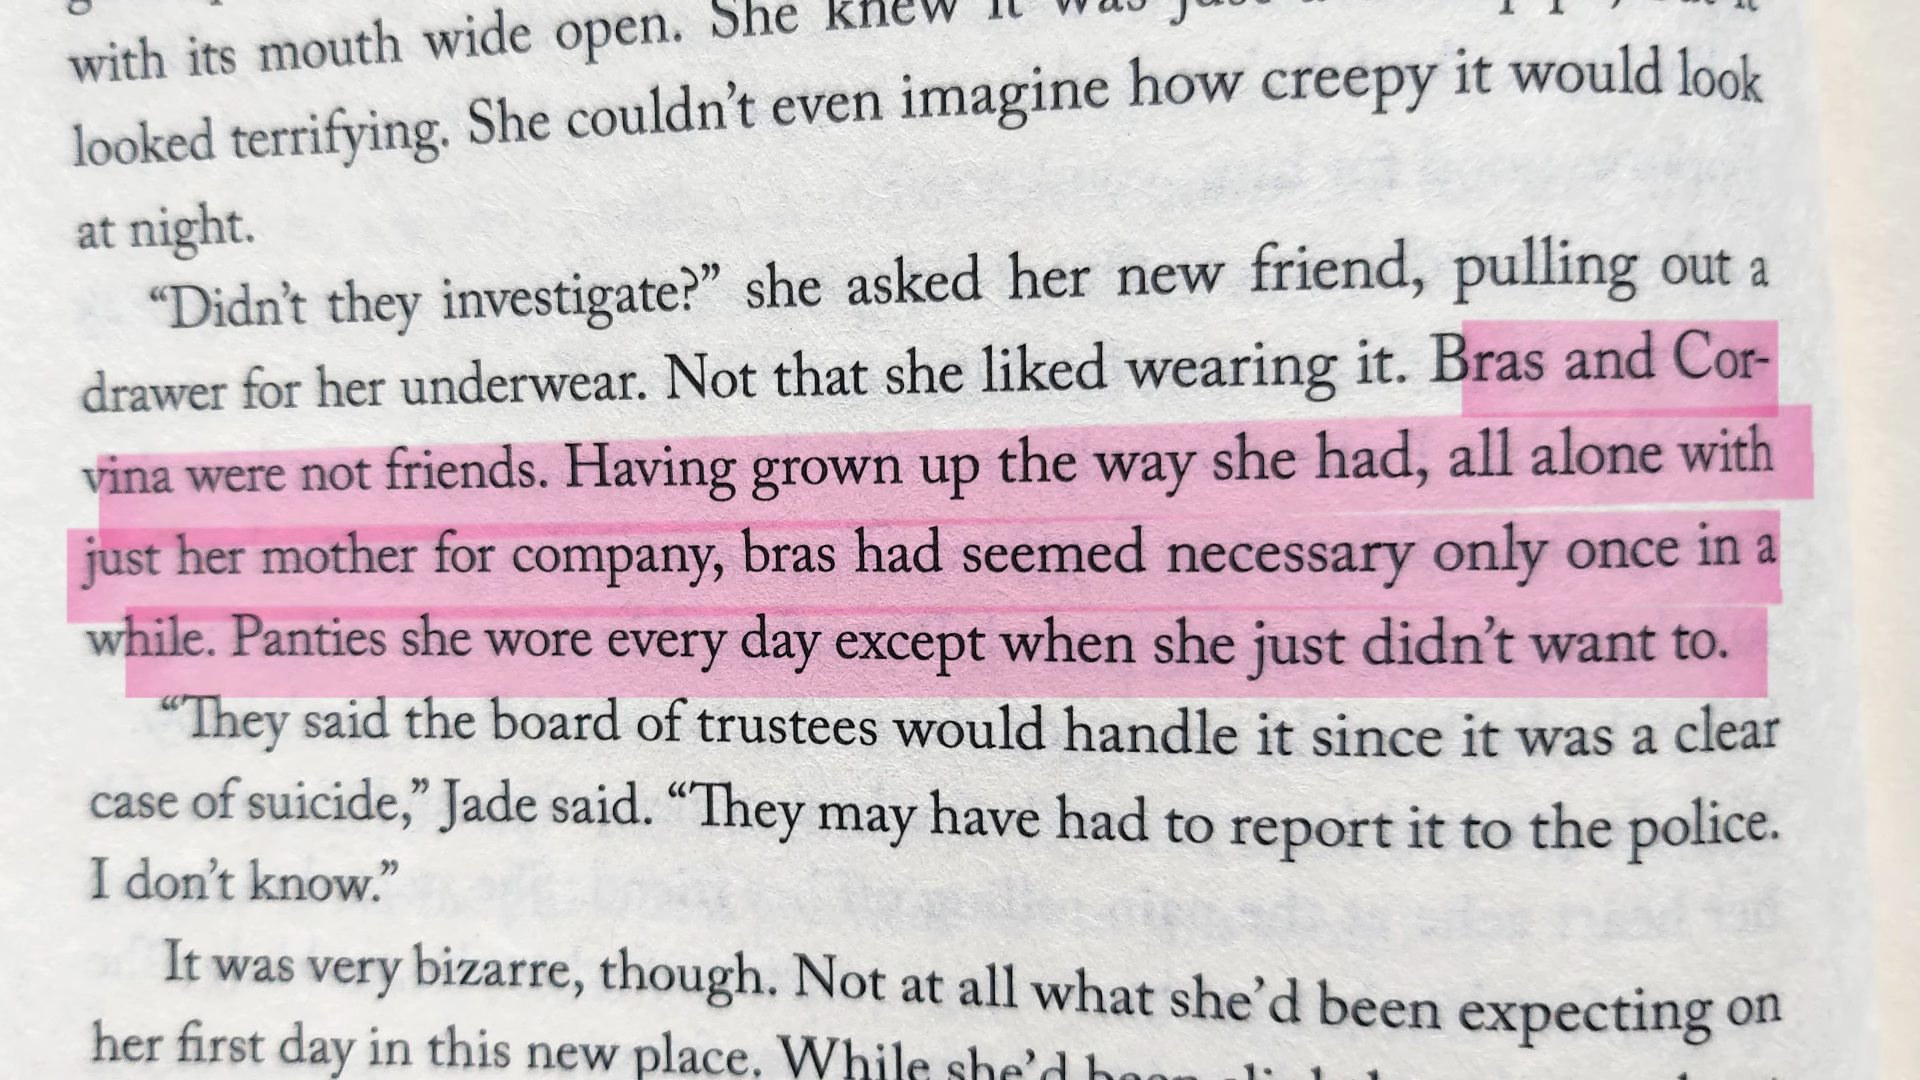 with its mouth wide open. She knew it was just
looked terrifying. She couldn’t even imagine how creepy it would look
at night.
“Didn’t they investigate?” she asked her new friend, pulling out a
drawer for her underwear. Not that she liked wearing it. Bras and Cor-
vina were not friends. Having grown up the way she had, all alone with
just her mother for company, bras had seemed necessary only once in a
while. Panties she wore every day except when she just didn’t want to.
“They said the board of trustees would handle it since it was a clear
case of suicide,” Jade said. “They may have had to report it to the police.
I don’t know.”
It was very bizarre, though. Not at all what she’d been expecting on
her first day in this new place. While she’d been